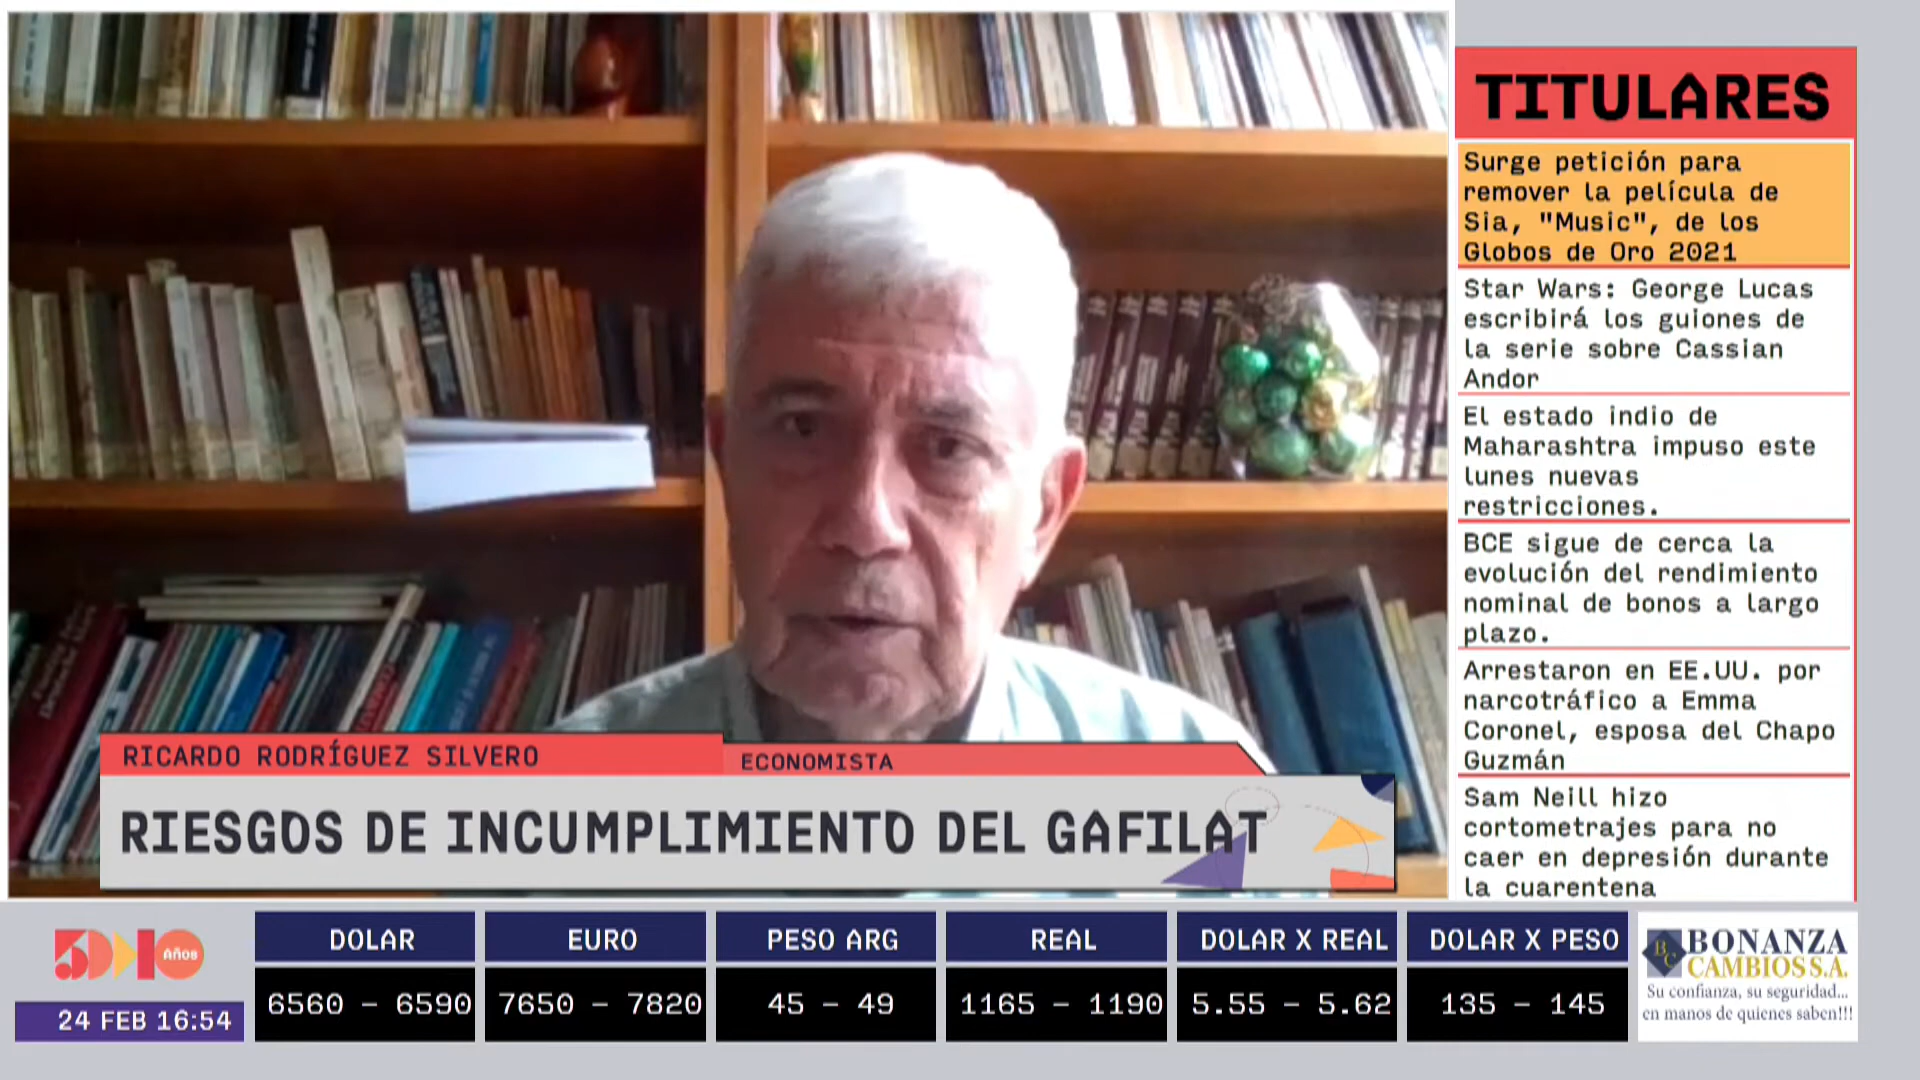 TITULARES
Surge petición para
remover la película de
Sia, "Music", de los
Globos de Oro 2021
Star Wars: George Lucas
escribirá los guiones de
la serie sobre Cassian
Andor
El estado indio de
Maharashtra impuso este
lunes nuevas
restricciones.
BCE sigue de cerca la
evolución del rendimiento
nominal de bonos a largo
plazo.
Arrestaron en EE.UU. por
narcotráfico a Emma
Coronel, esposa del Chapo
Guzmán
Sam Neill hizo
cortometrajes para no
caer en depresión durante
la cuarentena
RICARDO RODRÍGUEZ SILVERO
ECONOMISTA
RIESGOS DE INCUMPLIMIENTO DEL GAFILAT
Años
24 FEB 16:54
DOLAR
6560 - 6590
EURO
7650 - 7820
PESO ARG
45 - 49
REAL
1165 - 1190
DOLAR X REAL
5.55 - 5.62
DOLAR X PESO
135 - 145
BC
BONANZA
CAMBIOS S.A.
Su confianza, su seguridad...
en manos de quienes saben!!!